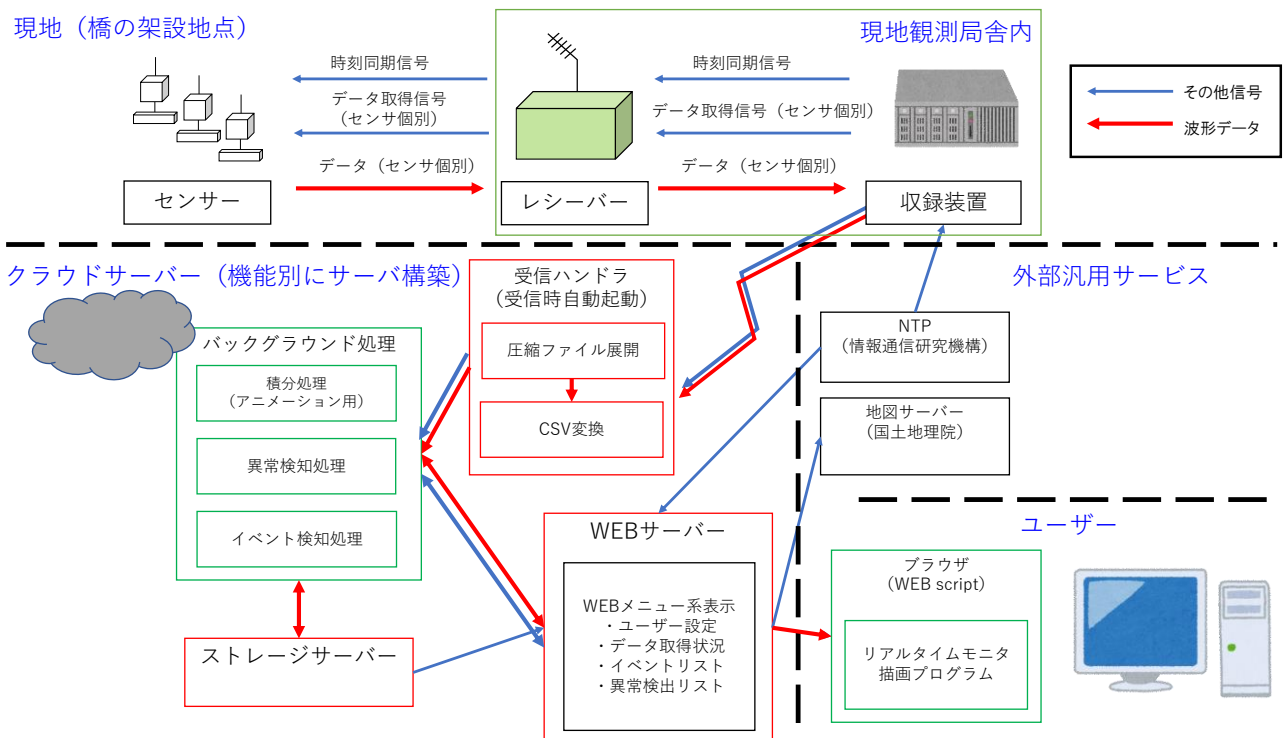 現地（橋の架設地点）
現地観測局舎内
時刻同期信号
データ取得信号
（センサ個別）
データ（センサ個別）
センサー
レシーバー
時刻同期信号
データ取得信号（センサ個別）
データ（センサ個別）
収録装置
その他信号
波形データ
クラウドサーバー（機能別にサーバ構築）
バックグラウンド処理
積分処理
（アニメーション用）
異常検知処理
イベント検知処理
ストレージサーバー
受信ハンドラ
（受信時自動起動）
圧縮ファイル展開
CSV変換
WEBサーバー
WEBメニュー系表示
・ユーザー設定
・データ取得状況
・イベントリスト
・異常検出リスト
外部汎用サービス
NTP
（情報通信研究機構）
地図サーバー
（国土地理院）
ユーザー
ブラウザ
（WEB script）
リアルタイムモニタ
描画プログラム